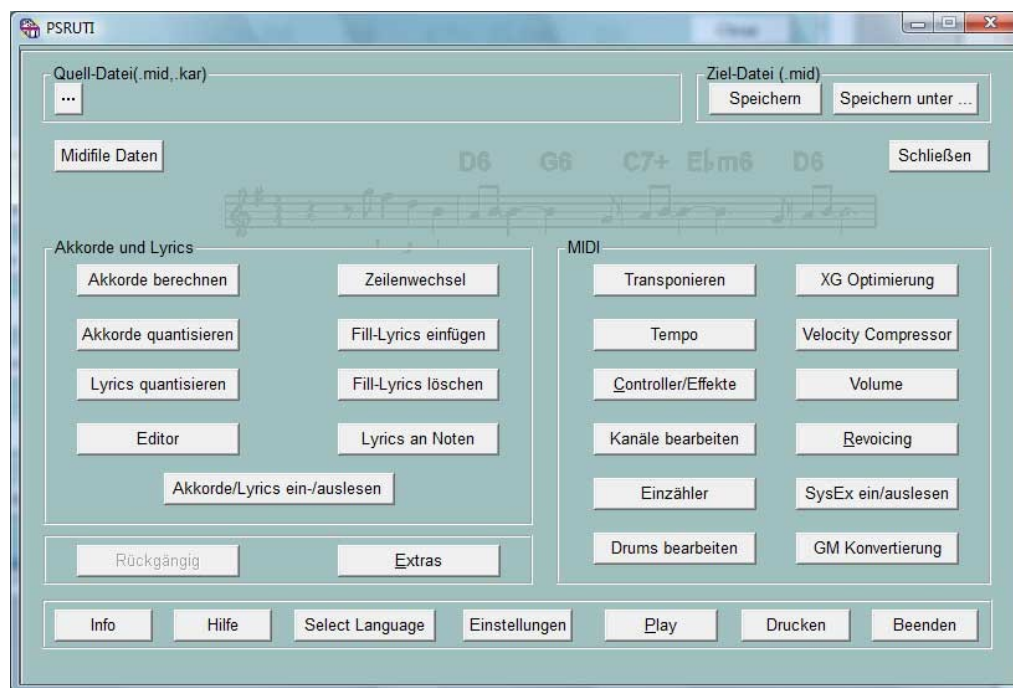 PSRUTI
Quell-Datei(.mid,.kar)
...
Ziel-Datei (.mid)
Speichern
Speichern unter ...
Midifile Daten
Schließen
D6 G6 C7+ E♭m6 D6
Akkorde und Lyrics
Akkorde berechnen
Zeilenwechsel
Akkorde quantisieren
Fill-Lyrics einfügen
Lyrics quantisieren
Fill-Lyrics löschen
Editor
Lyrics an Noten
Akkorde/Lyrics ein-/auslesen
Rückgängig
Extras
MIDI
Transponieren
XG Optimierung
Tempo
Velocity Compressor
Controller/Effekte
Volume
Kanäle bearbeiten
Revoicing
Einzähler
SysEx ein/auslesen
Drums bearbeiten
GM Konvertierung
Info
Hilfe
Select Language
Einstellungen
Play
Drucken
Beenden